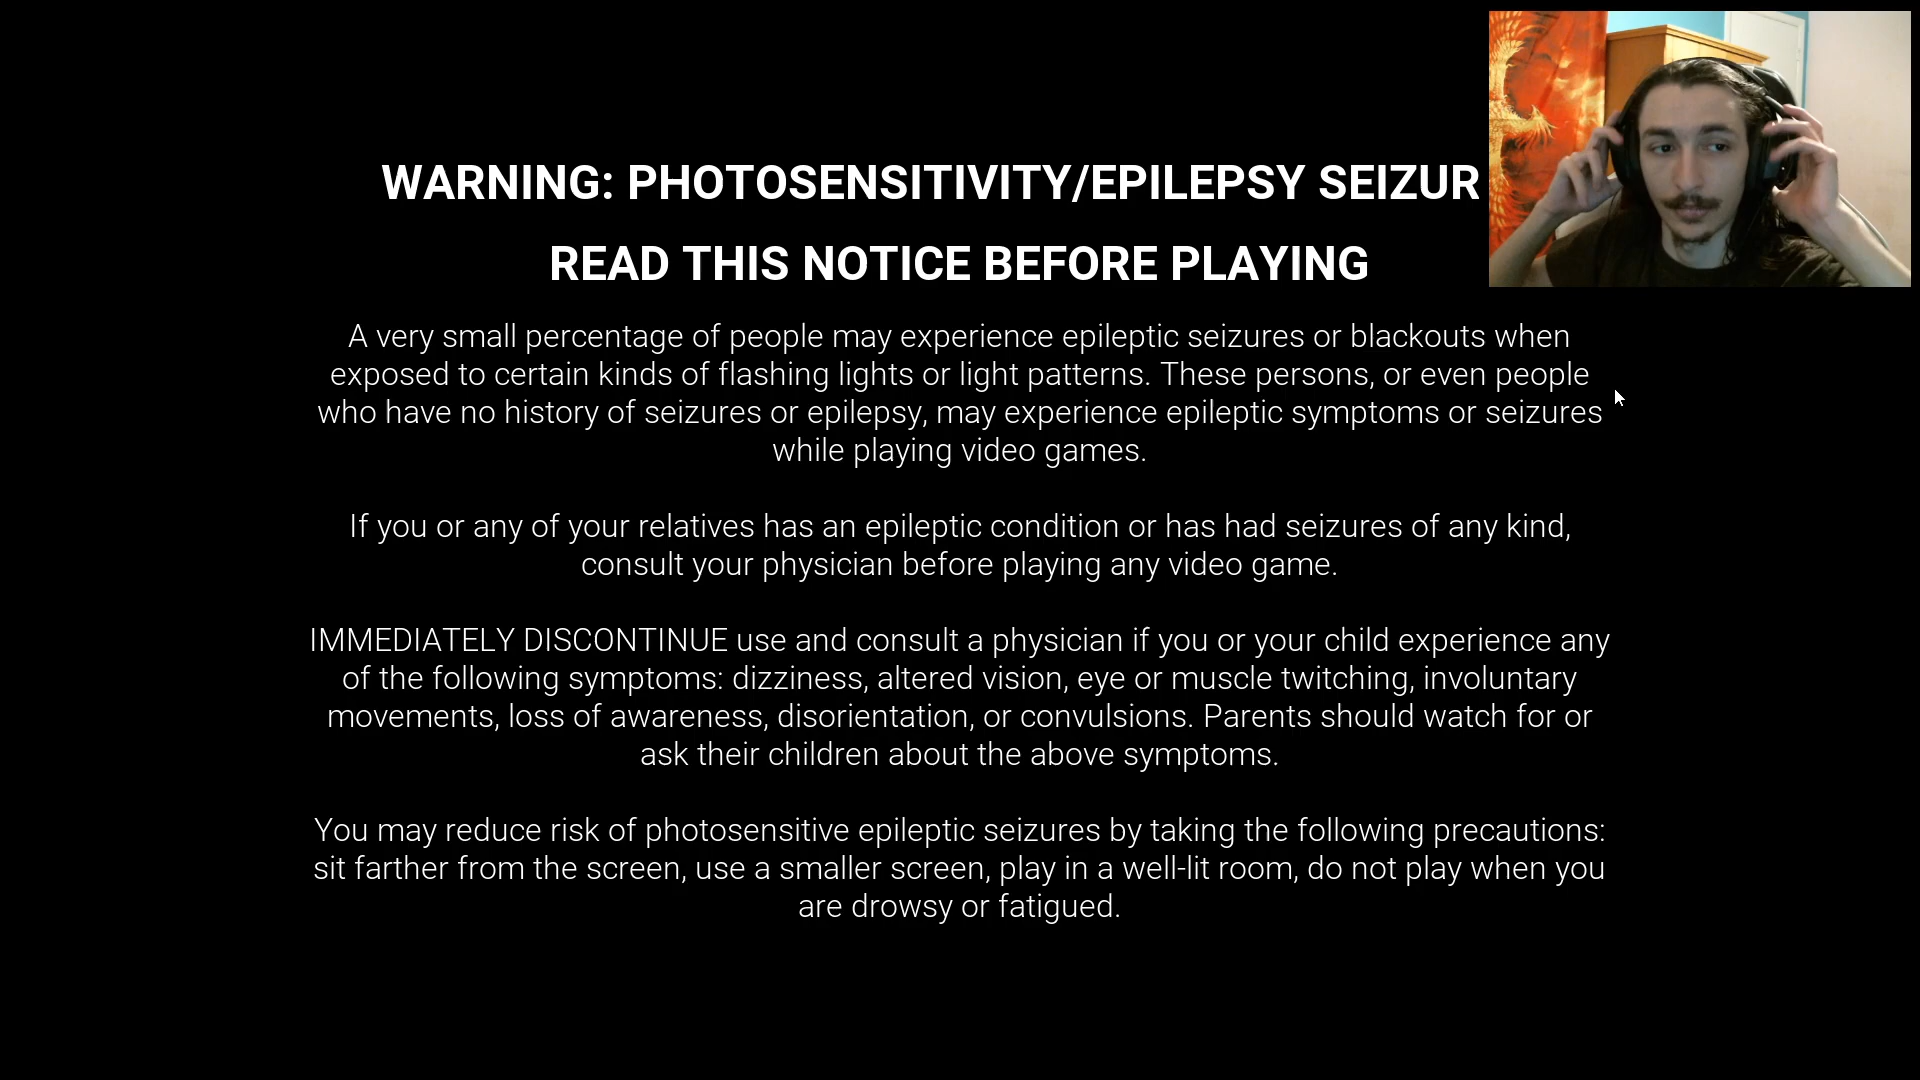 WARNING: PHOTOSENSITIVITY/EPILEPSY SEIZUR
READ THIS NOTICE BEFORE PLAYING
A very small percentage of people may experience epileptic seizures or blackouts when
exposed to certain kinds of flashing lights or light patterns. These persons, or even people
who have no history of seizures or epilepsy, may experience epileptic symptoms or seizures
while playing video games.
If you or any of your relatives has an epileptic condition or has had seizures of any kind,
consult your physician before playing any video game.
IMMEDIATELY DISCONTINUE use and consult a physician if you or your child experience any
of the following symptoms: dizziness, altered vision, eye or muscle twitching, involuntary
movements, loss of awareness, disorientation, or convulsions. Parents should watch for or
ask their children about the above symptoms.
You may reduce risk of photosensitive epileptic seizures by taking the following precautions:
sit farther from the screen, use a smaller screen, play in a well-lit room, do not play when you
are drowsy or fatigued.